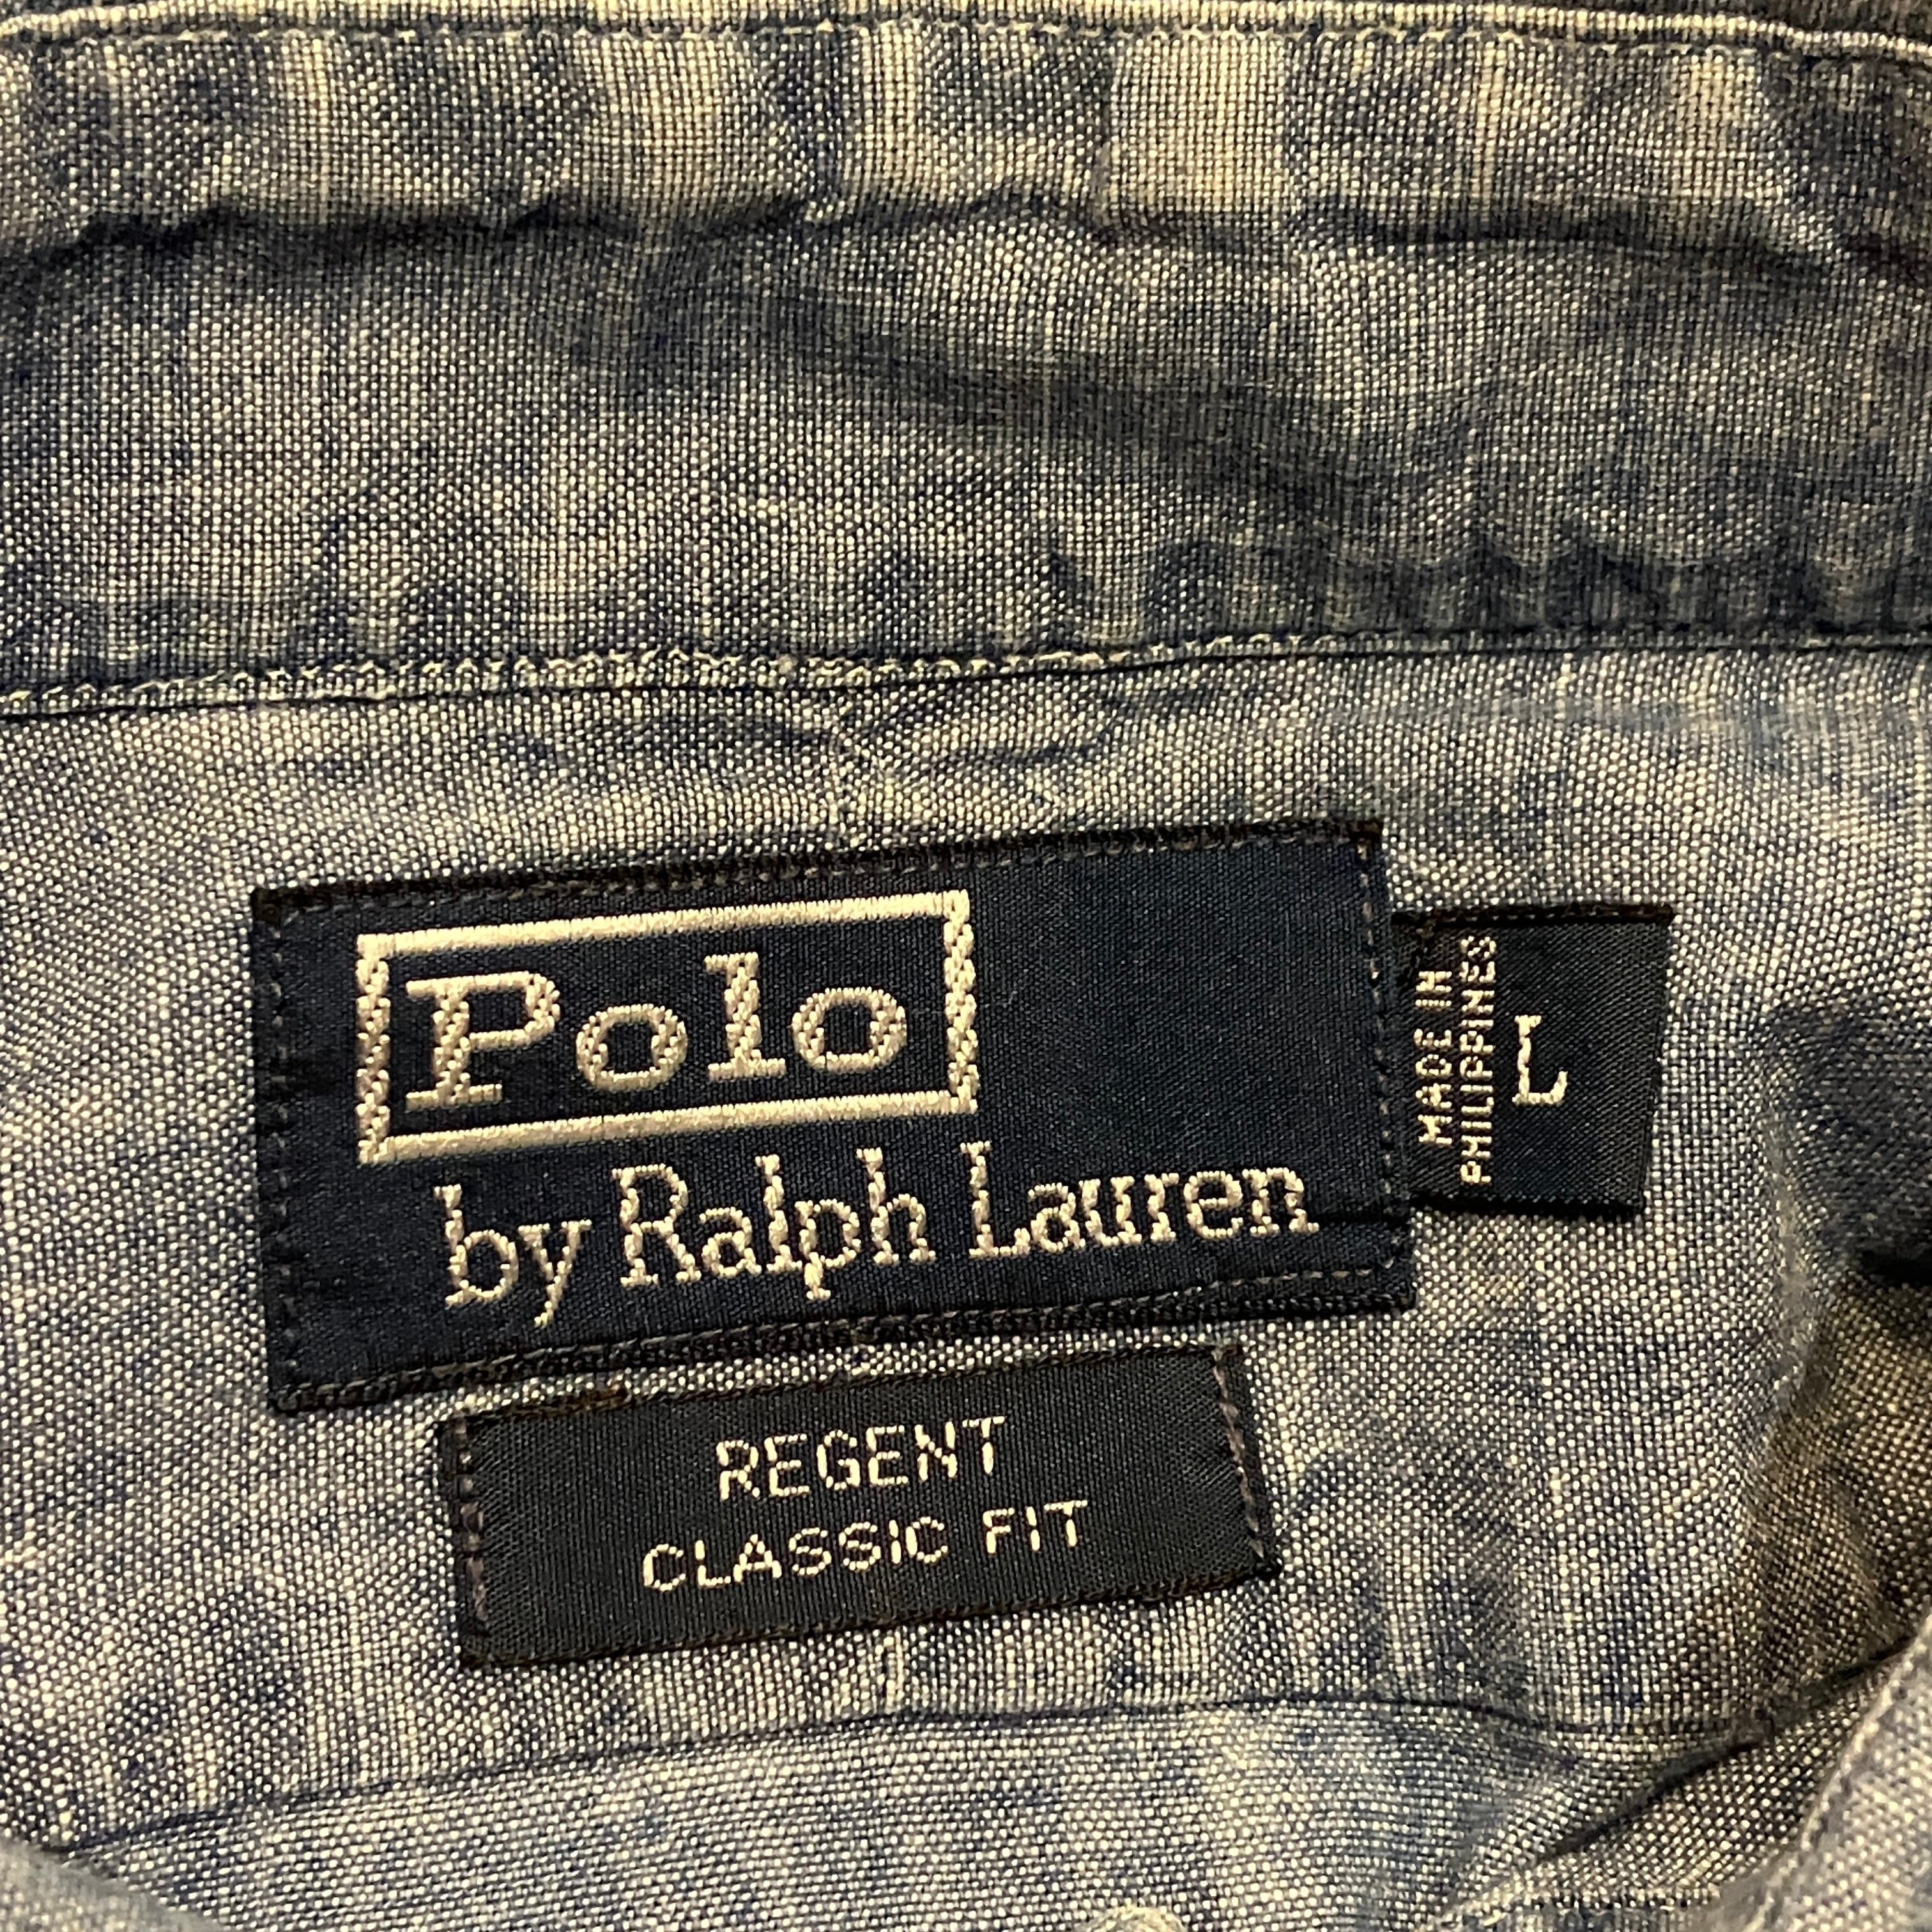 Polo
by Ralph Lauren
MADE IN
PHILIPPINES
L
REGENT
CLASSIC FIT